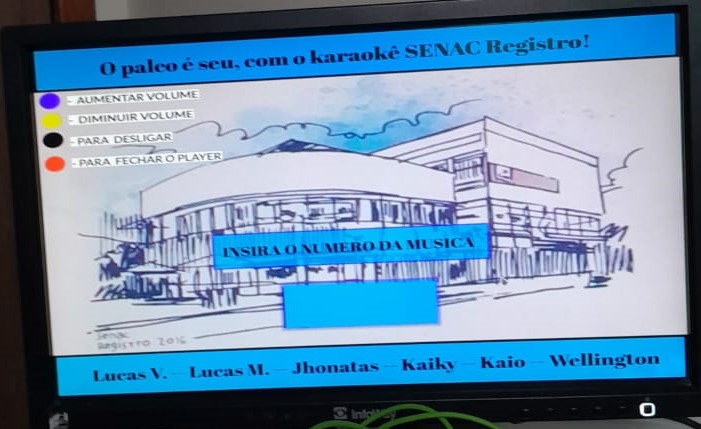 O palco é seu, com o karaokê SENAC Registro!
- AUMENTAR VOLUME
- DIMINUIR VOLUME
- PARA DESLIGAR
- PARA FECHAR O PLAYER
INSIRA O NUMERO DA MUSICA
Senac
REGISTRO 2016
Lucas V. — Lucas M. — Jhonatas — Kaiky — Kaio — Wellington